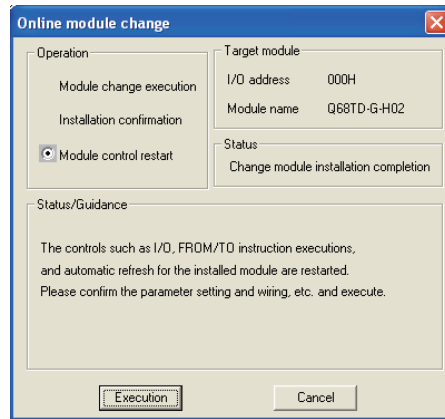 Online module change
Operation
Module change execution
Installation confirmation
Module control restart
Target module
I/O address 000H
Module name Q68TD-G-H02
Status
Change module installation completion
Status/Guidance
The controls such as I/O, FROM/TO instruction executions,
and automatic refresh for the installed module are restarted.
Please confirm the parameter setting and wiring, etc. and execute.
Execution
Cancel